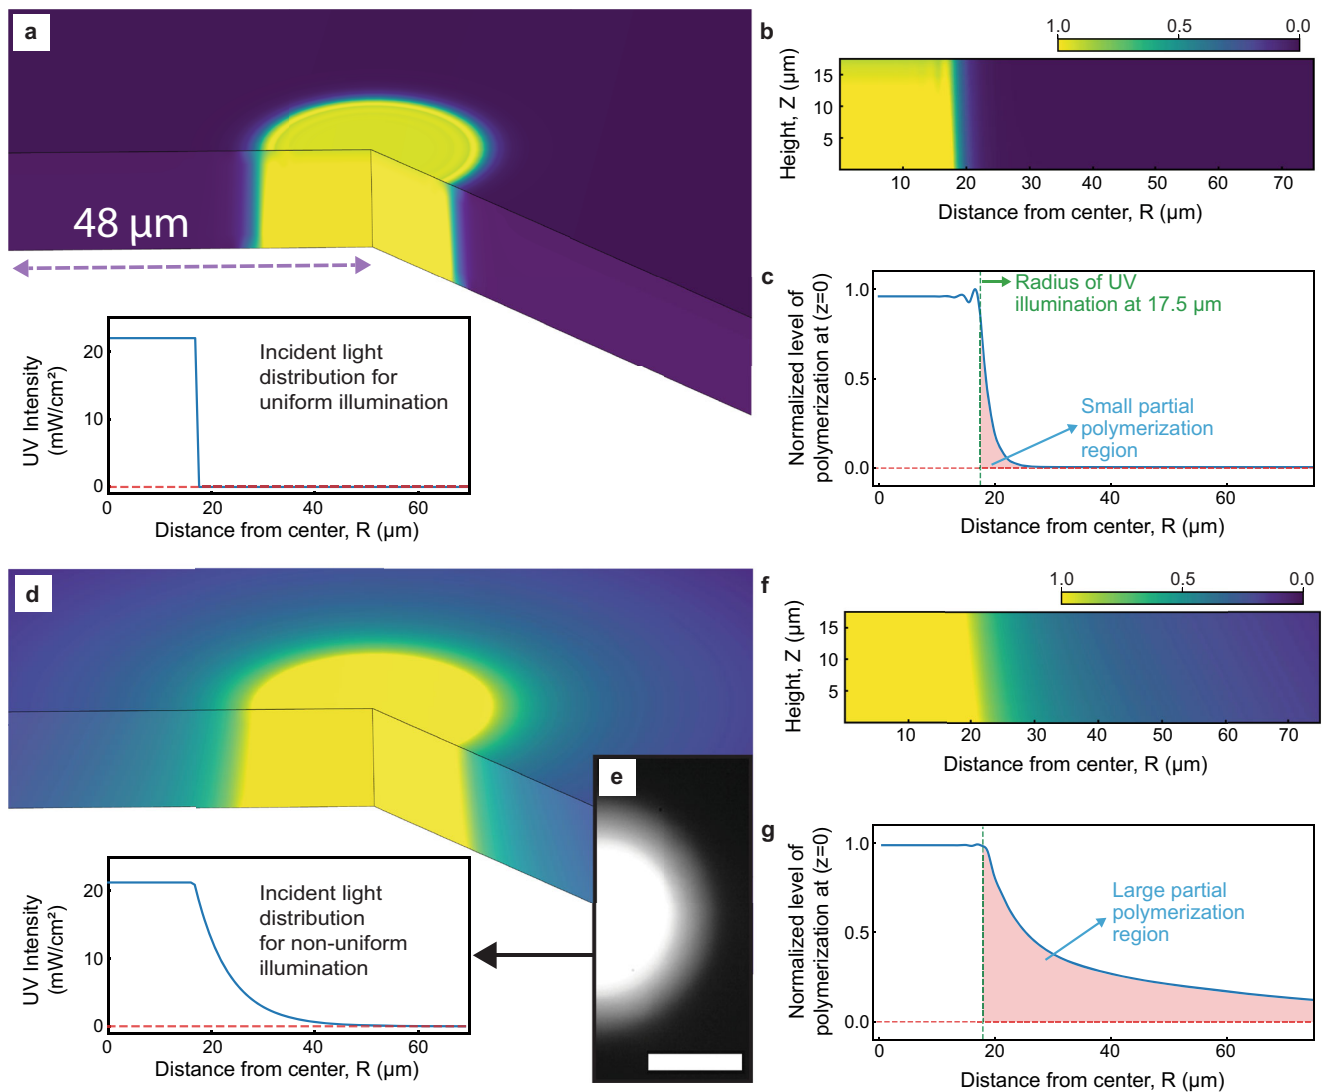 a
48 µm
20
10
0
UV Intensity
(mW/cm²)
Incident light
distribution for
uniform illumination
0
20
40
60
Distance from center, R (µm)
b
1.0
0.5
0.0
Height, Z (µm)
15
10
5
10
20
30
40
50
60
70
Distance from center, R (µm)
c
Normalized level of
polymerization at (z=0)
1.0
0.5
0.0
Radius of UV
illumination at 17.5 µm
Small partial
polymerization
region
0
20
40
60
Distance from center, R (µm)
d
20
10
0
UV Intensity
(mW/cm²)
Incident light
distribution
for non-uniform
illumination
0
20
40
60
Distance from center, R (µm)
e
f
1.0
0.5
0.0
Height, Z (µm)
15
10
5
10
20
30
40
50
60
70
Distance from center, R (µm)
g
Normalized level of
polymerization at (z=0)
1.0
0.5
0.0
Large partial
polymerization
region
0
20
40
60
Distance from center, R (µm)